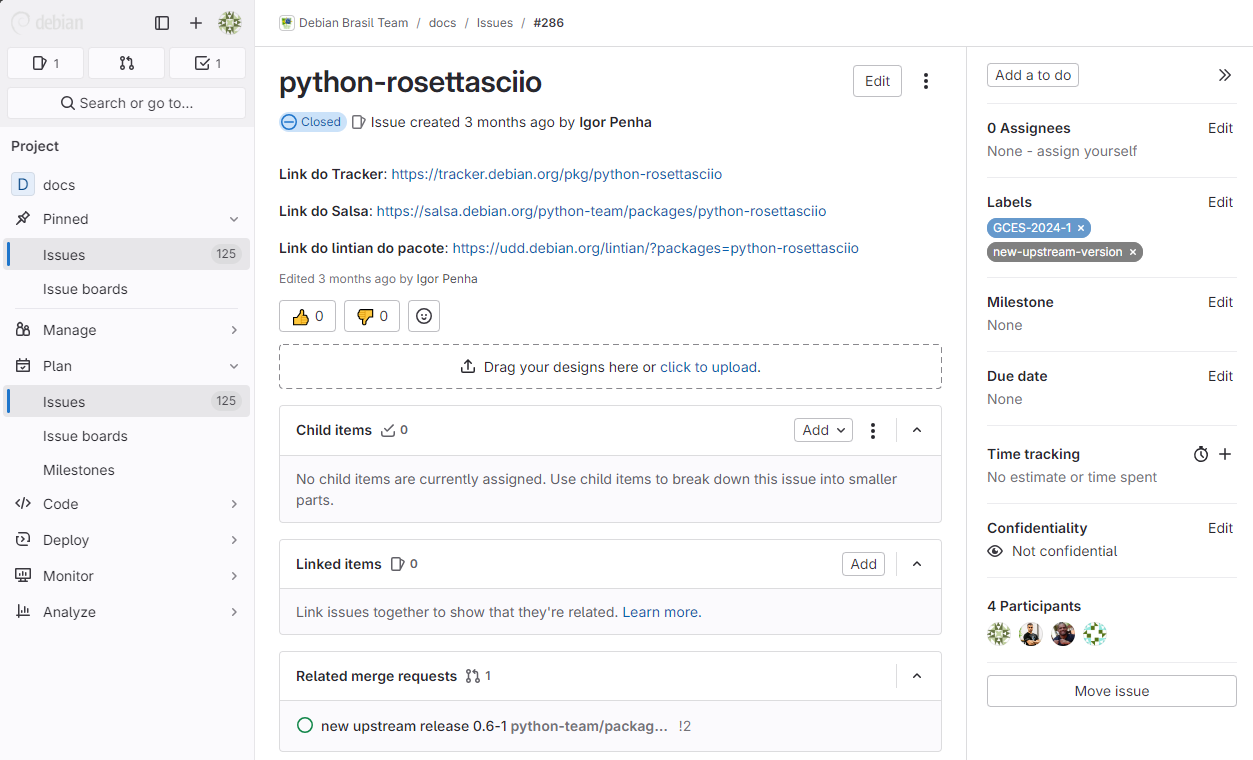 debian
1
1
Search or go to...
Project
D docs
Pinned
Issues 125
Issue boards
Manage
Plan
Issues 125
Issue boards
Milestones
Code
Deploy
Monitor
Analyze
Debian Brasil Team / docs / Issues / #286
python-rosettasciio
Edit
Closed Issue created 3 months ago by Igor Penha
Link do Tracker: https://tracker.debian.org/pkg/python-rosettasciio
Link do Salsa: https://salsa.debian.org/python-team/packages/python-rosettasciio
Link do lintian do pacote: https://udd.debian.org/lintian/?packages=python-rosettasciio
Edited 3 months ago by Igor Penha
0 0
Drag your designs here or click to upload.
Child items 0 Add
No child items are currently assigned. Use child items to break down this issue into smaller
parts.
Linked items 0 Add
Link issues together to show that they're related. Learn more.
Related merge requests 1
new upstream release 0.6-1 python-team/packag... !2
Add a to do
0 Assignees Edit
None - assign yourself
Labels Edit
GCES-2024-1 ×
new-upstream-version ×
Milestone Edit
None
Due date Edit
None
Time tracking
No estimate or time spent
Confidentiality Edit
Not confidential
4 Participants
Move issue